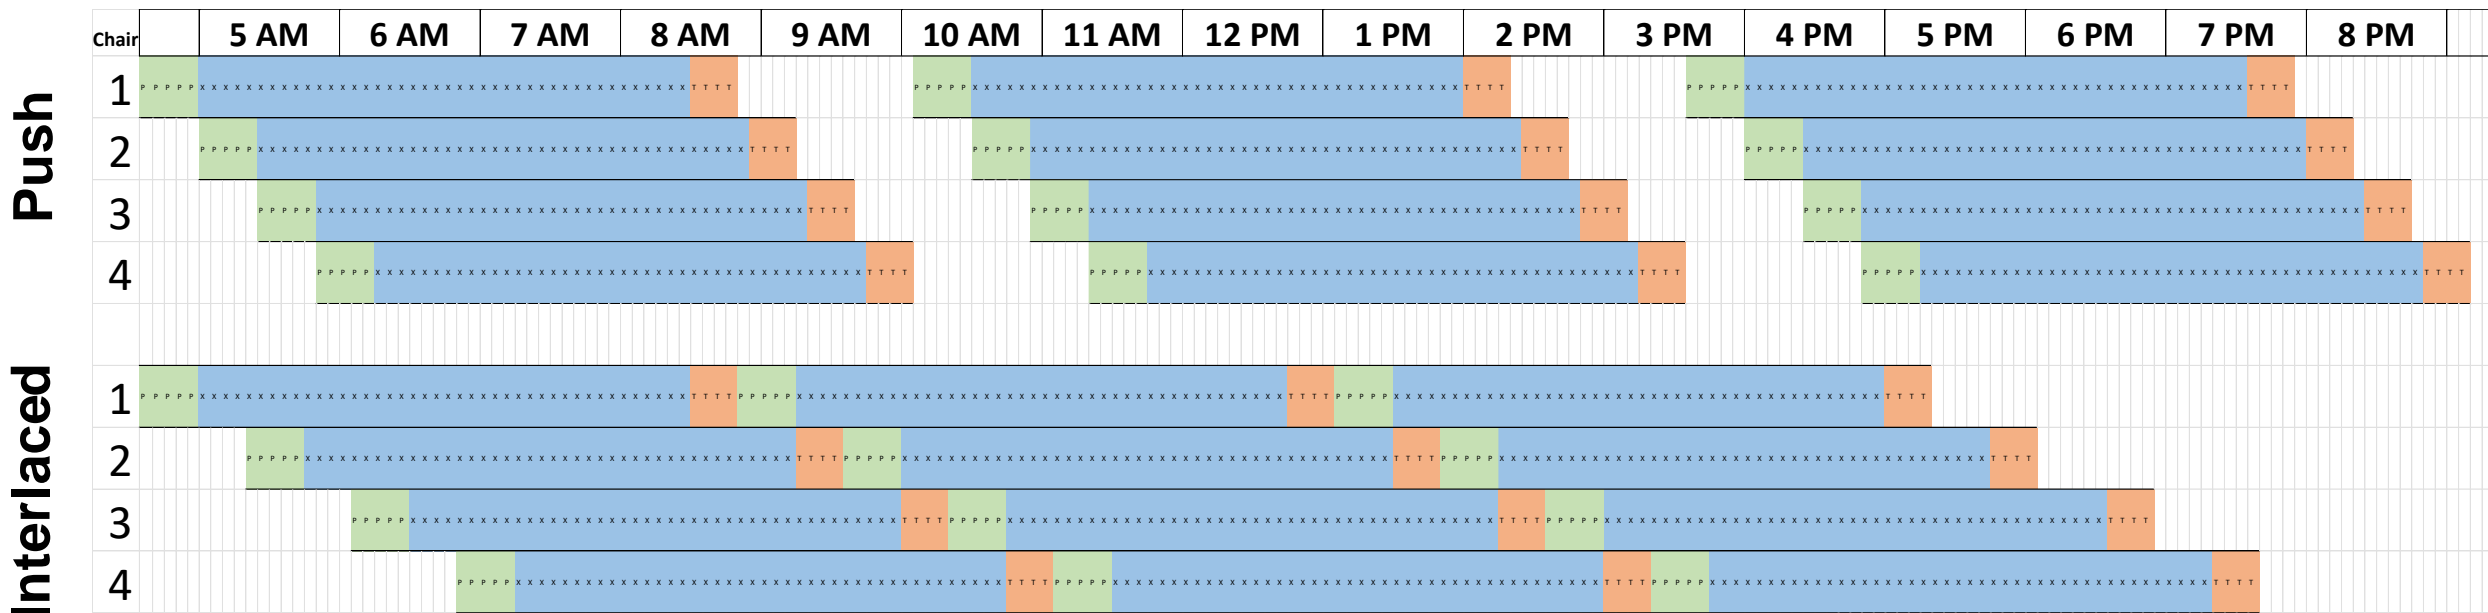 Chair 5 AM 6 AM 7 AM 8 AM 9 AM 10 AM 11 AM 12 PM 1 PM 2 PM 3 PM 4 PM 5 PM 6 PM 7 PM 8 PM
Push
1 P P P P P X X X X X X X X X X X X X X X X X X X X X X X X X X X X X X X X X X X X X X X X X X T T T T P P P P P X X X X X X X X X X X X X X X X X X X X X X X X X X X X X X X X X X X X X X X X X X T T T T P P P P P X X X X X X X X X X X X X X X X X X X X X X X X X X X X X X X X X X X X X X X X X X X T T T T
2 P P P P P X X X X X X X X X X X X X X X X X X X X X X X X X X X X X X X X X X X X X X X X X X T T T T P P P P P X X X X X X X X X X X X X X X X X X X X X X X X X X X X X X X X X X X X X X X X X X T T T T P P P P P X X X X X X X X X X X X X X X X X X X X X X X X X X X X X X X X X X X X X X X X X X X T T T T
3 P P P P P X X X X X X X X X X X X X X X X X X X X X X X X X X X X X X X X X X X X X X X X X X T T T T P P P P P X X X X X X X X X X X X X X X X X X X X X X X X X X X X X X X X X X X X X X X X X X T T T T P P P P P X X X X X X X X X X X X X X X X X X X X X X X X X X X X X X X X X X X X X X X X X X X T T T T
4 P P P P P X X X X X X X X X X X X X X X X X X X X X X X X X X X X X X X X X X X X X X X X X X T T T T P P P P P X X X X X X X X X X X X X X X X X X X X X X X X X X X X X X X X X X X X X X X X X X T T T T P P P P P X X X X X X X X X X X X X X X X X X X X X X X X X X X X X X X X X X X X X X X X X X X T T T T
Interlaced
1 P P P P P X X X X X X X X X X X X X X X X X X X X X X X X X X X X X X X X X X X X X X X X X X T T T T P P P P P X X X X X X X X X X X X X X X X X X X X X X X X X X X X X X X X X X X X X X X X X X T T T T P P P P P X X X X X X X X X X X X X X X X X X X X X X X X X X X X X X X X X X X X X X X X X X T T T T
2 P P P P P X X X X X X X X X X X X X X X X X X X X X X X X X X X X X X X X X X X X X X X X X X T T T T P P P P P X X X X X X X X X X X X X X X X X X X X X X X X X X X X X X X X X X X X X X X X X X T T T T P P P P P X X X X X X X X X X X X X X X X X X X X X X X X X X X X X X X X X X X X X X X X X X T T T T
3 P P P P P X X X X X X X X X X X X X X X X X X X X X X X X X X X X X X X X X X X X X X X X X X T T T T P P P P P X X X X X X X X X X X X X X X X X X X X X X X X X X X X X X X X X X X X X X X X X X T T T T P P P P P X X X X X X X X X X X X X X X X X X X X X X X X X X X X X X X X X X X X X X X X X X X T T T T
4 P P P P P X X X X X X X X X X X X X X X X X X X X X X X X X X X X X X X X X X X X X X X X X X T T T T P P P P P X X X X X X X X X X X X X X X X X X X X X X X X X X X X X X X X X X X X X X X X X X T T T T P P P P P X X X X X X X X X X X X X X X X X X X X X X X X X X X X X X X X X X X X X X X X X X X T T T T